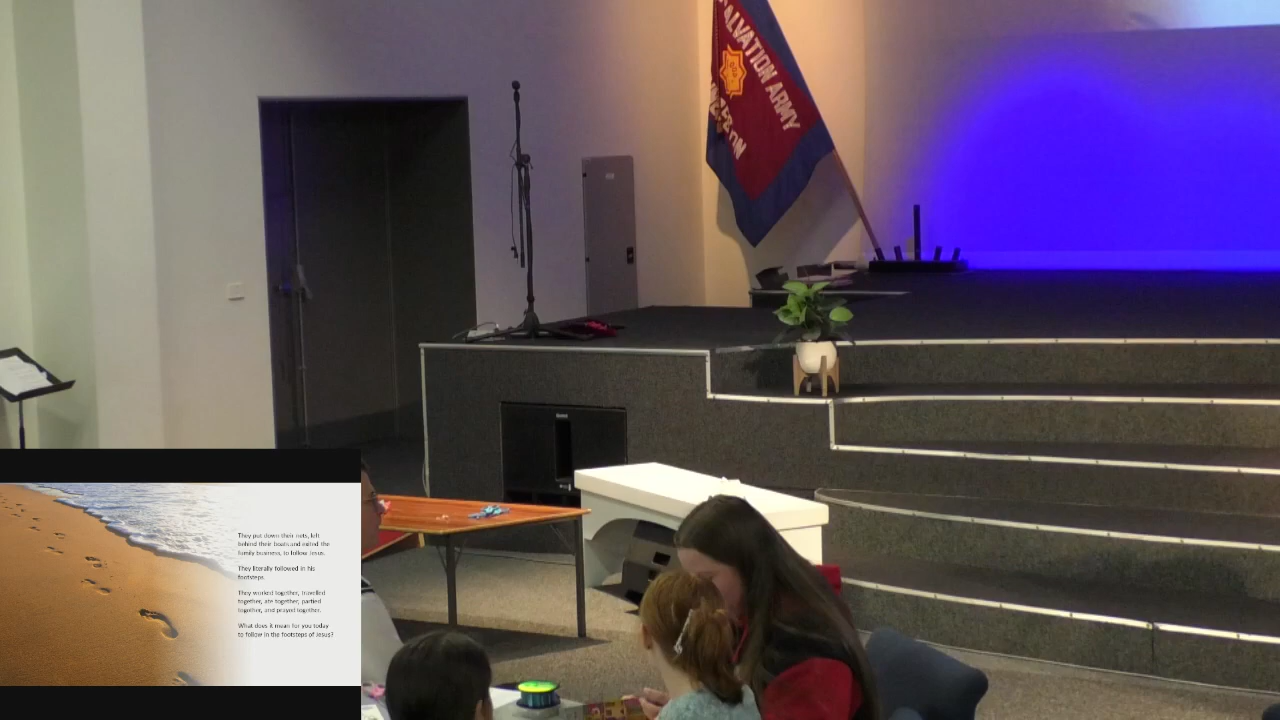 SALVATION ARMY
They put down their nets, left
behind their boats and exited the
family business, to follow Jesus.
They literally followed in his
footsteps.
They worked together, travelled
together, ate together, partied
together, and prayed together.
What does it mean for you today
to follow in the footsteps of Jesus?